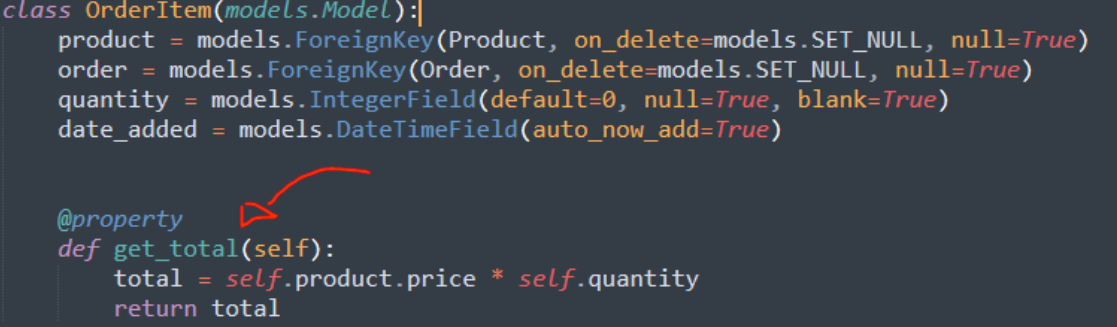 class OrderItem(models.Model):
product = models.ForeignKey(Product, on_delete=models.SET_NULL, null=True)
order = models.ForeignKey(Order, on_delete=models.SET_NULL, null=True)
quantity = models.IntegerField(default=0, null=True, blank=True)
date_added = models.DateTimeField(auto_now_add=True)
@property
def get_total(self):
total = self.product.price * self.quantity
return total